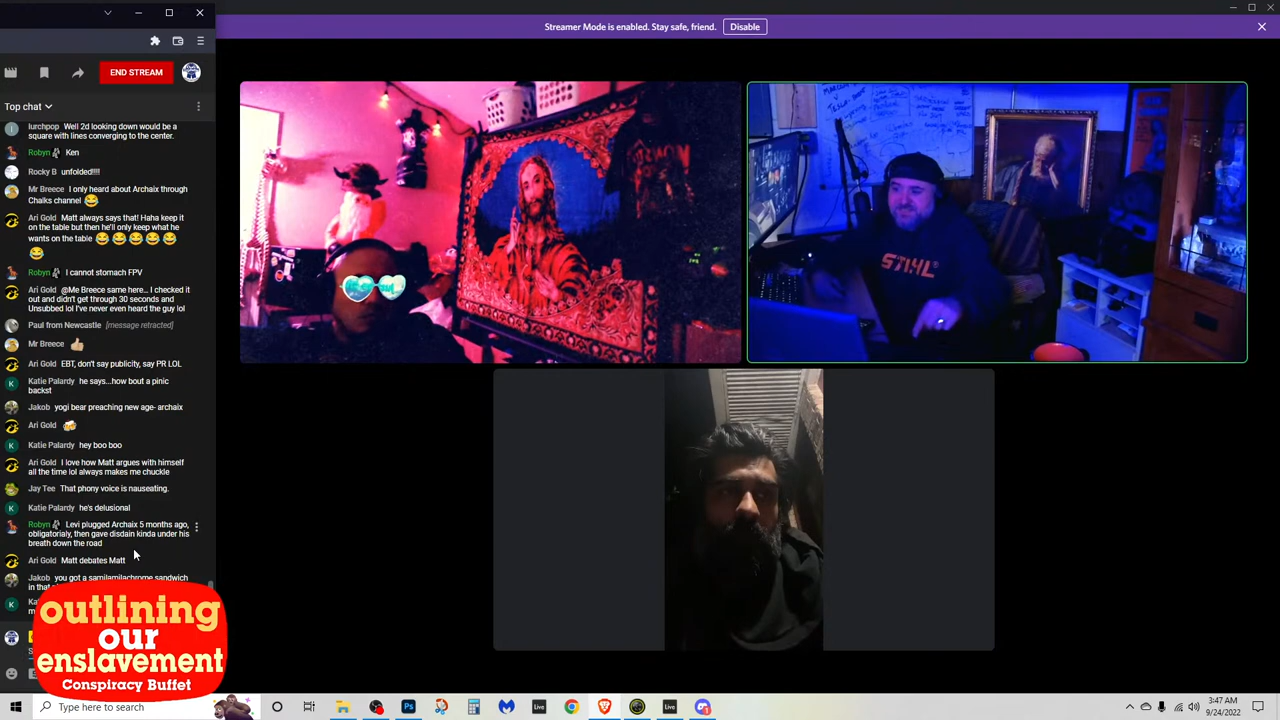 Streamer Mode is enabled. Stay safe, friend.
Disable
END STREAM
Top chat
lurchpop Well 2d looking down would be a
square with lines converging to the center.
Robyn Ken
Rocky B unfolded!!!!
Mr Breece I only heard about Archaix through
Chalks channel
Ari Gold Matt always says that! Haha keep it
on the table but then he'll only keep what he
wants on the table
Robyn I cannot stomach FPV
Ari Gold @Me Breece same here... I checked it
out and didn't get through 30 seconds and
Unsubbed lol I've never even heard the guy lol
Paul from Newcastle [message retracted]
Mr Breece
Ari Gold EBT, don't say publicity, say PR LOL
Katie Palardy he says...how bout a pinic
backst
Jakob yogi bear preaching new age- archaix
Ari Gold
Katie Palardy hey boo boo
Ari Gold I love how Matt argues with himself
all the time lol always makes me chuckle
Jay Tee That phony voice is nauseating.
Katie Palardy he's delusional
Robyn Levi plugged Archaix 5 months ago,
obligatorialy, then gave disdain kinda under his
breath down the road
Ari Gold Matt debates Matt
Jakob you got a samilamilachrome sandwich
in that
outlining
our
enslavement
Conspiracy Buffet
STIHL
Type here to search
Ps
Live
Live
3:47 AM
9/24/2022